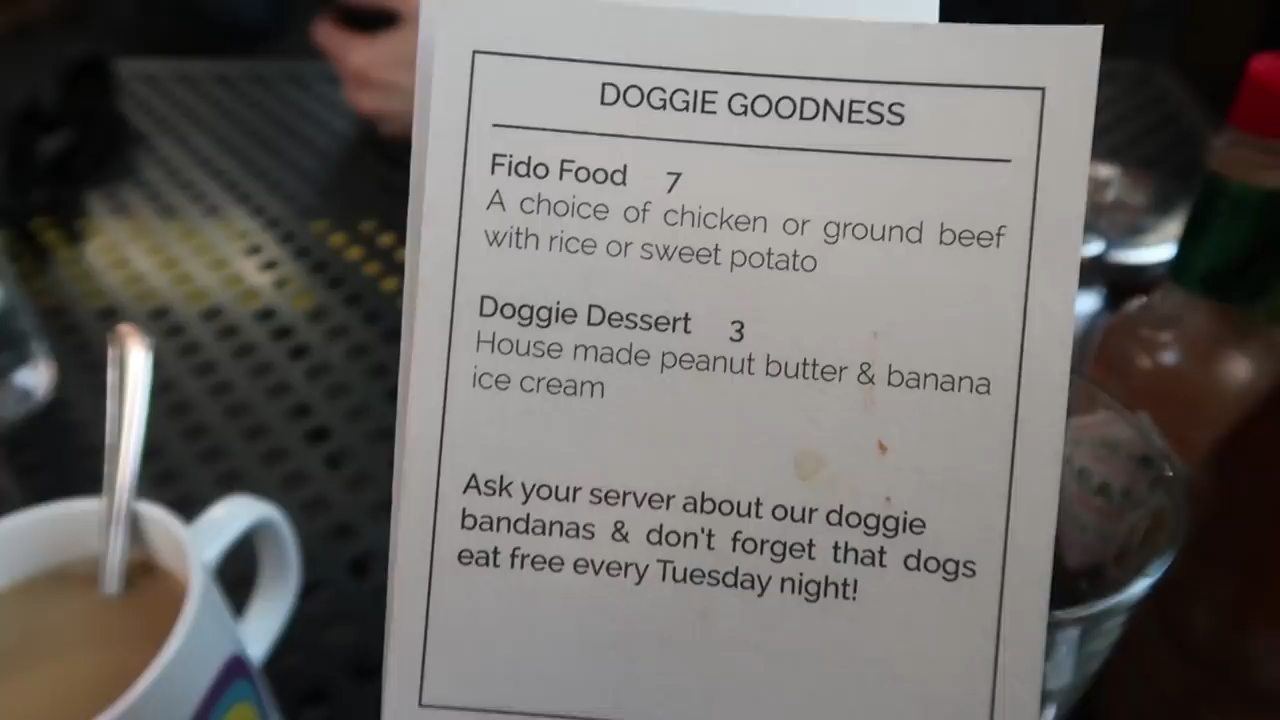 DOGGIE GOODNESS
Fido Food 7
A choice of chicken or ground beef
with rice or sweet potato
Doggie Dessert 3
House made peanut butter & banana
ice cream
Ask your server about our doggie
bandanas & don't forget that dogs
eat free every Tuesday night!